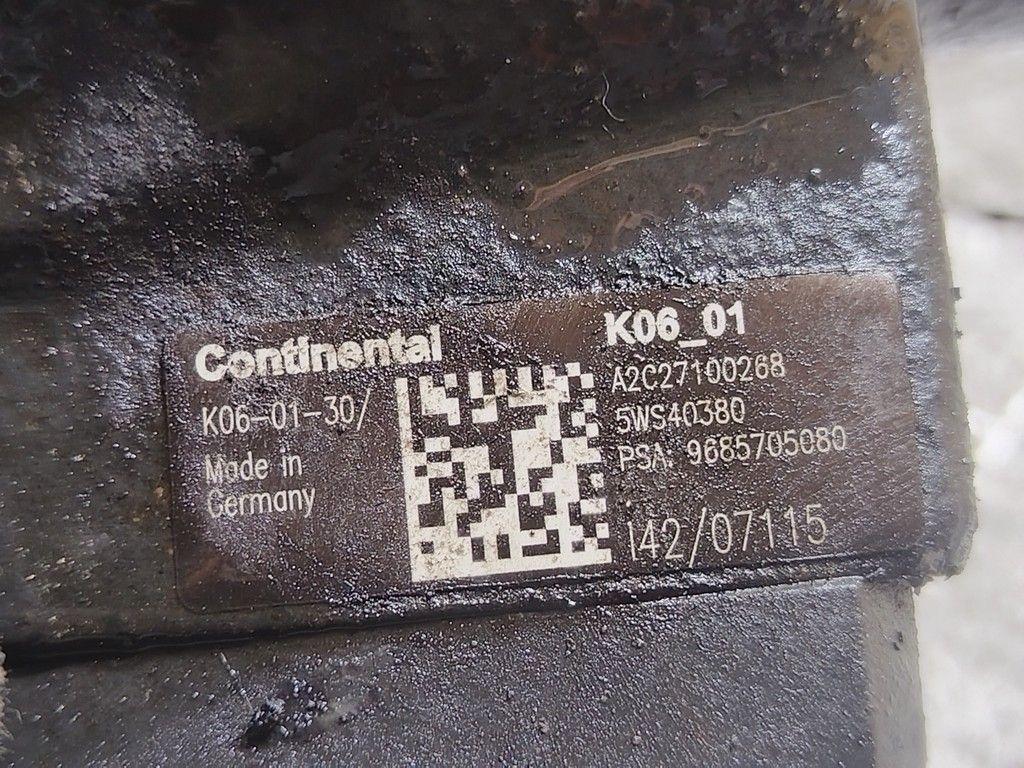 Continental
K06-01-30/
Made in
Germany
K06_01
A2C27100268
5WS40380
PSA: 9685705080
I42/07115